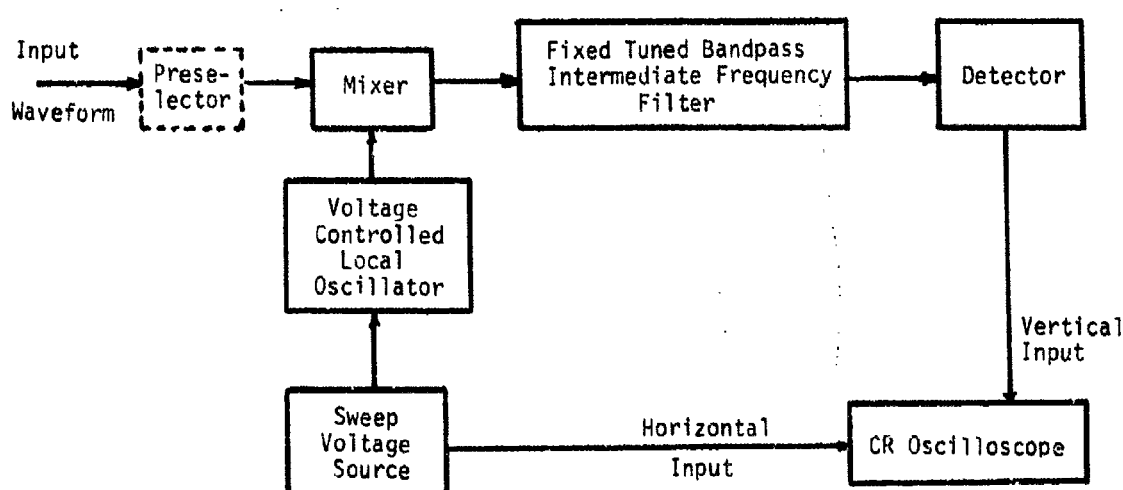 Input
Waveform
Prese-
lector
Mixer
Fixed Tuned Bandpass
Intermediate Frequency
Filter
Detector
Voltage
Controlled
Local
Oscillator
Vertical
Input
Sweep
Voltage
Source
Horizontal
Input
CR Oscilloscope